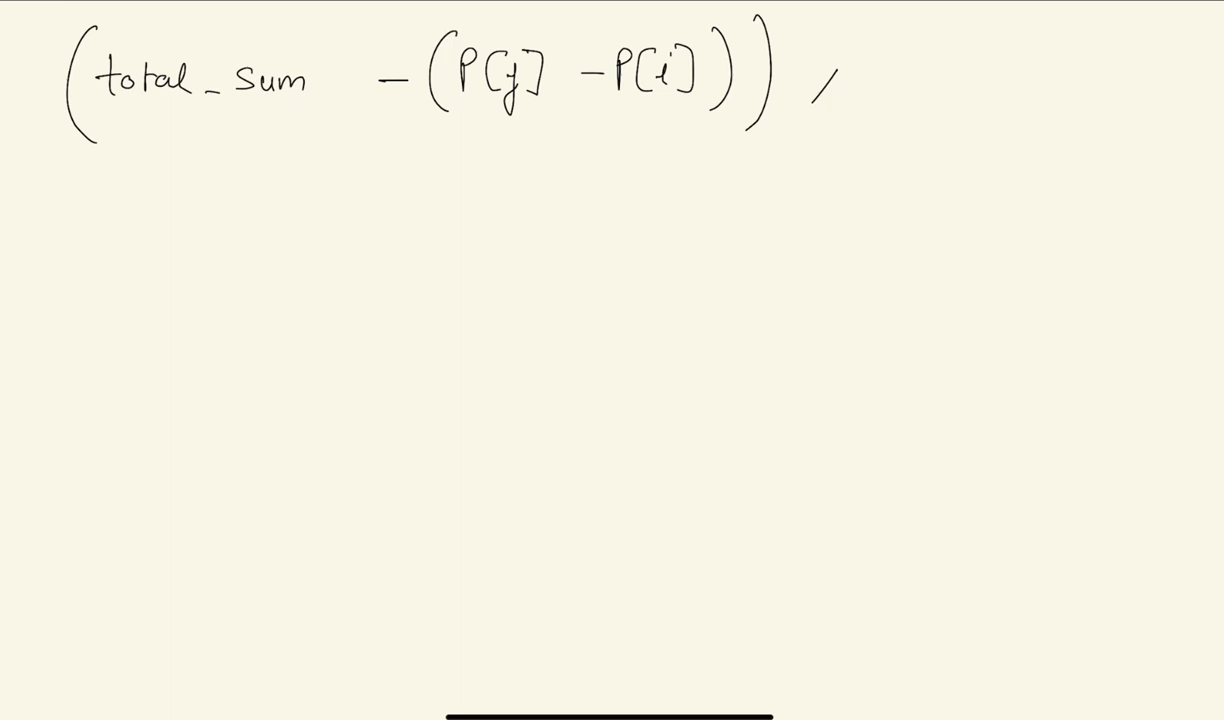 (total_sum - (P[j] - P[i])) /